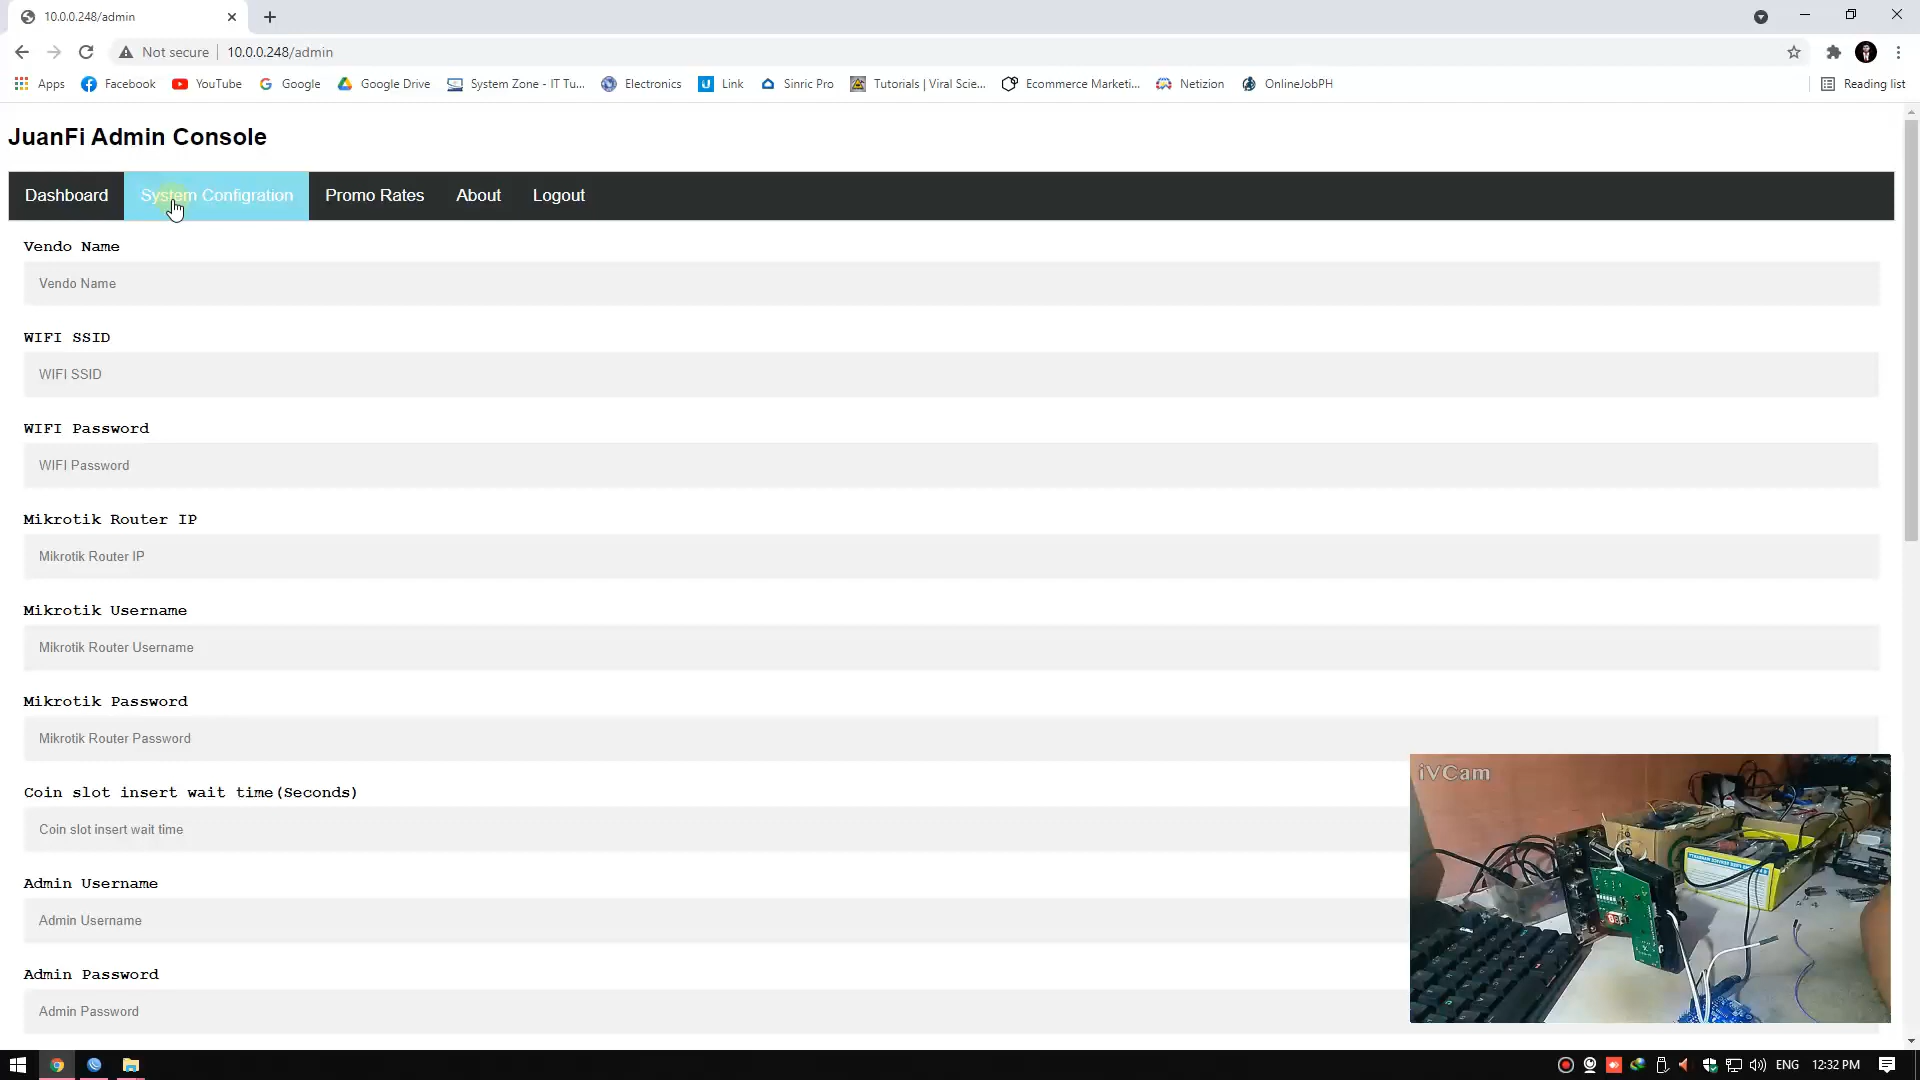 10.0.0.248/admin
Not secure
10.0.0.248/admin
Apps
Facebook
YouTube
Google
Google Drive
System Zone - IT Tu...
Electronics
Link
Sinric Pro
Tutorials | Viral Scie...
Ecommerce Marketi...
Netizion
OnlineJobPH
Reading list
JuanFi Admin Console
Dashboard
System Configration
Promo Rates
About
Logout
Vendo Name
Vendo Name
WIFI SSID
WIFI SSID
WIFI Password
WIFI Password
Mikrotik Router IP
Mikrotik Router IP
Mikrotik Username
Mikrotik Router Username
Mikrotik Password
Mikrotik Router Password
Coin slot insert wait time(Seconds)
Coin slot insert wait time
Admin Username
Admin Username
Admin Password
Admin Password
iVCam
ENG
12:32 PM